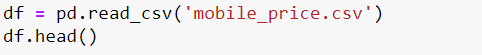 df = pd.read_csv('mobile_price.csv')
df.head()